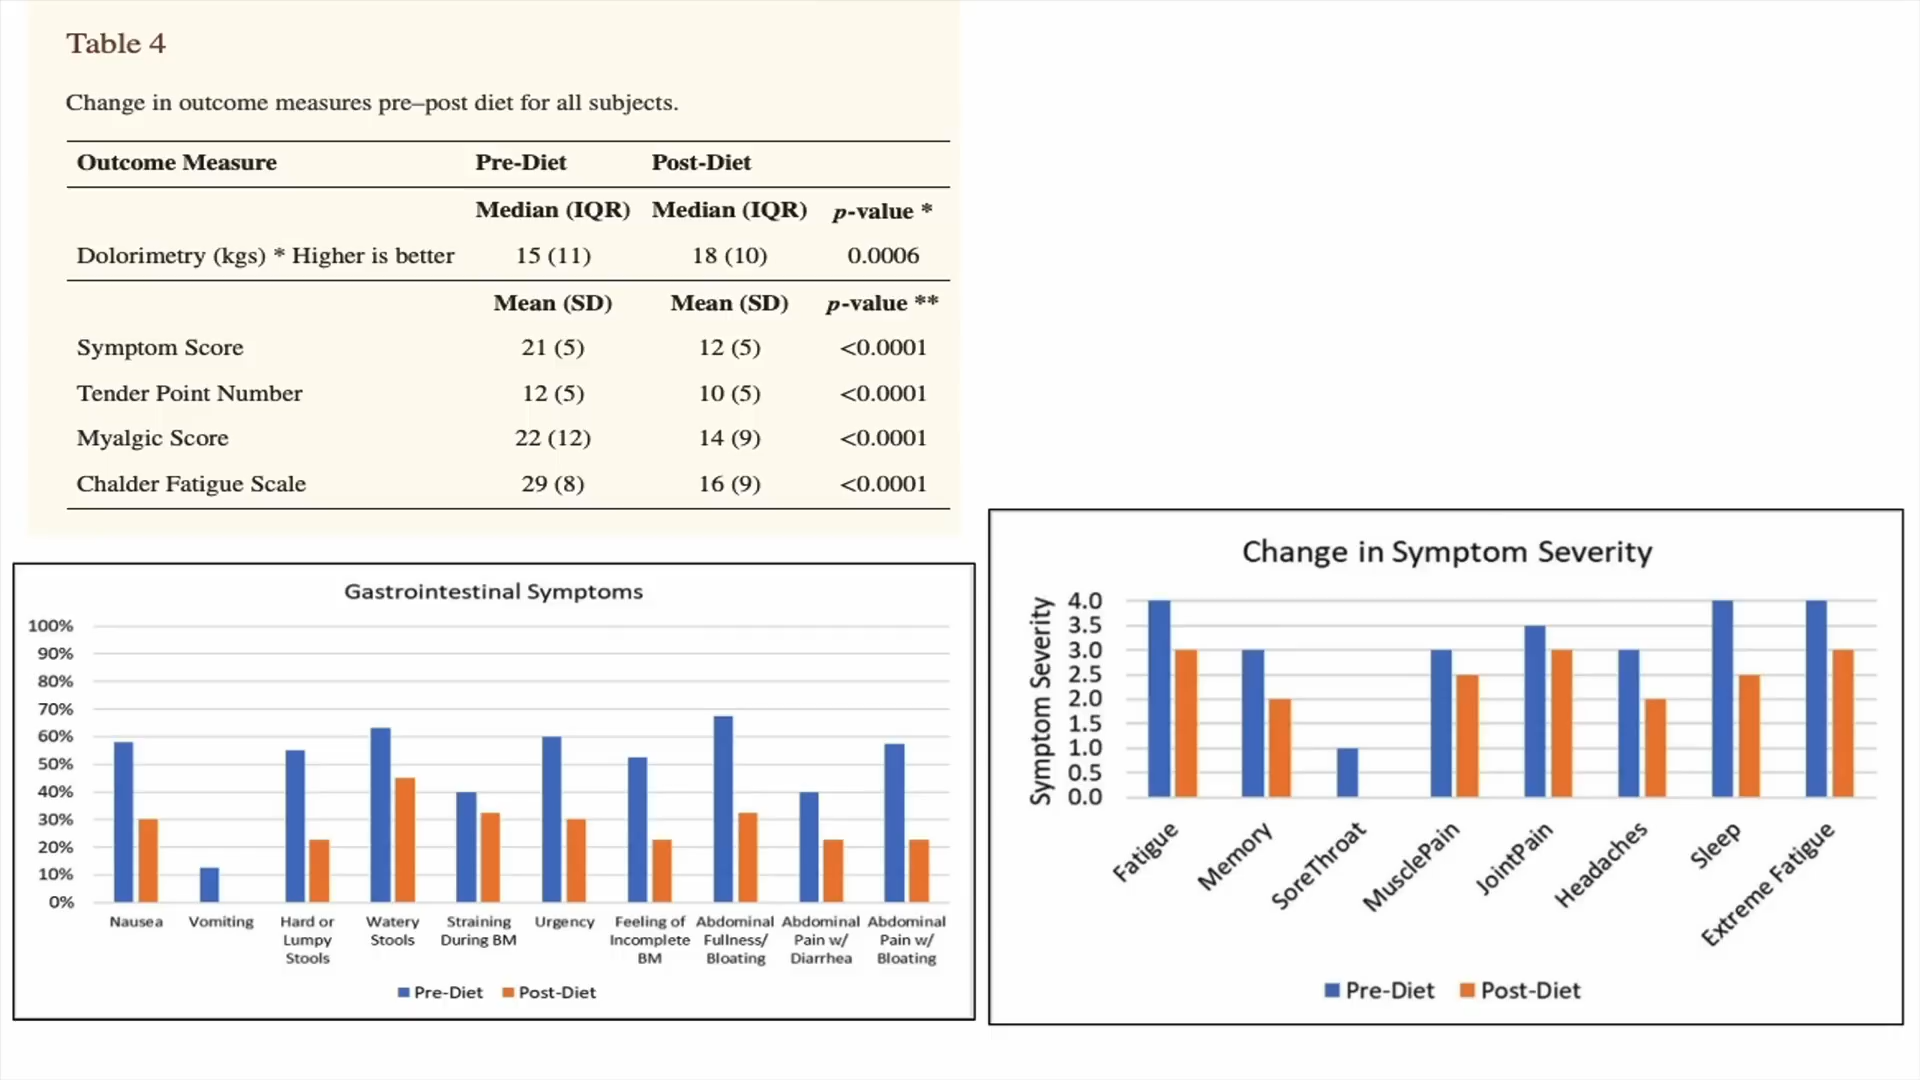 Table 4
Change in outcome measures pre–post diet for all subjects.
Outcome Measure Pre-Diet Post-Diet
Median (IQR) Median (IQR) p-value *
Dolorimetry (kgs) * Higher is better 15 (11) 18 (10) 0.0006
Mean (SD) Mean (SD) p-value **
Symptom Score 21 (5) 12 (5) <0.0001
Tender Point Number 12 (5) 10 (5) <0.0001
Myalgic Score 22 (12) 14 (9) <0.0001
Chalder Fatigue Scale 29 (8) 16 (9) <0.0001
Gastrointestinal Symptoms
100%
90%
80%
70%
60%
50%
40%
30%
20%
10%
0%
Nausea Vomiting Hard or Watery Straining Urgency Feeling of Abdominal Abdominal Abdominal
Lumpy Stools During BM Incomplete Fullness/ Pain w/ Pain w/
Stools BM Bloating Diarrhea Bloating
Pre-Diet Post-Diet
Change in Symptom Severity
Symptom Severity
4.0
3.5
3.0
2.5
2.0
1.5
1.0
0.5
0.0
Fatigue
Memory
SoreThroat
MusclePain
JointPain
Headaches
Sleep
Extreme Fatigue
Pre-Diet Post-Diet